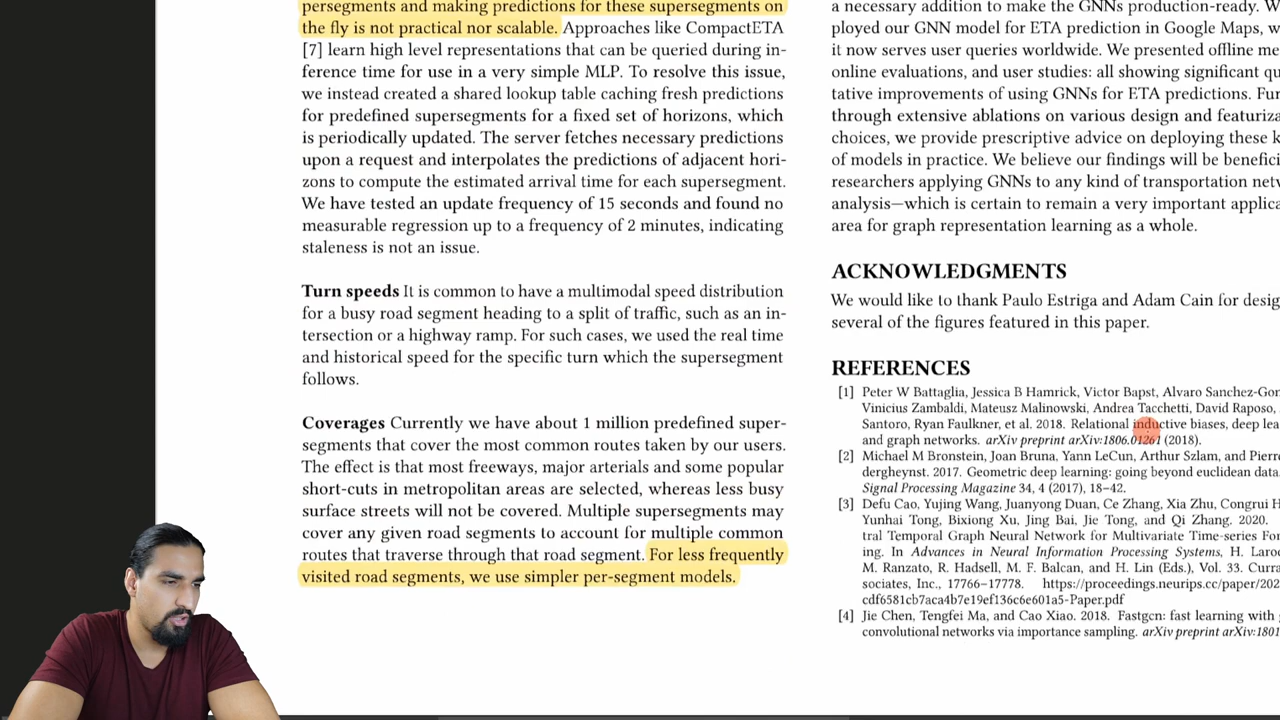 persegments and making predictions for these supersegments on
the fly is not practical nor scalable. Approaches like CompactETA
[7] learn high level representations that can be queried during in-
ference time for use in a very simple MLP. To resolve this issue,
we instead created a shared lookup table caching fresh predictions
for predefined supersegments for a fixed set of horizons, which
is periodically updated. The server fetches necessary predictions
upon a request and interpolates the predictions of adjacent hori-
zons to compute the estimated arrival time for each supersegment.
We have tested an update frequency of 15 seconds and found no
measurable regression up to a frequency of 2 minutes, indicating
staleness is not an issue.
Turn speeds It is common to have a multimodal speed distribution
for a busy road segment heading to a split of traffic, such as an in-
tersection or a highway ramp. For such cases, we used the real time
and historical speed for the specific turn which the supersegment
follows.
Coverages Currently we have about 1 million predefined super-
segments that cover the most common routes taken by our users.
The effect is that most freeways, major arterials and some popular
short-cuts in metropolitan areas are selected, whereas less busy
surface streets will not be covered. Multiple supersegments may
cover any given road segments to account for multiple common
routes that traverse through that road segment. For less frequently
visited road segments, we use simpler per-segment models.
a necessary addition to make the GNNs production-ready. W
ployed our GNN model for ETA prediction in Google Maps, w
it now serves user queries worldwide. We presented offline me
online evaluations, and user studies: all showing significant qu
tative improvements of using GNNs for ETA predictions. Fur
through extensive ablations on various design and featuriza
choices, we provide prescriptive advice on deploying these k
of models in practice. We believe our findings will be benefici
researchers applying GNNs to any kind of transportation netw
analysis—which is certain to remain a very important applica
area for graph representation learning as a whole.
ACKNOWLEDGMENTS
We would like to thank Paulo Estriga and Adam Cain for desig
several of the figures featured in this paper.
REFERENCES
[1] Peter W Battaglia, Jessica B Hamrick, Victor Bapst, Alvaro Sanchez-Gon
Vinicius Zambaldi, Mateusz Malinowski, Andrea Tacchetti, David Raposo,
Santoro, Ryan Faulkner, et al. 2018. Relational inductive biases, deep lea
and graph networks. arXiv preprint arXiv:1806.01261 (2018).
[2] Michael M Bronstein, Joan Bruna, Yann LeCun, Arthur Szlam, and Pierre
dergheynst. 2017. Geometric deep learning: going beyond euclidean data.
Signal Processing Magazine 34, 4 (2017), 18–42.
[3] Defu Cao, Yujing Wang, Juanyong Duan, Ce Zhang, Xia Zhu, Congrui H
Yunhai Tong, Bixiong Xu, Jing Bai, Jie Tong, and Qi Zhang. 2020.
tral Temporal Graph Neural Network for Multivariate Time-series For
ing. In Advances in Neural Information Processing Systems, H. Laroc
M. Ranzato, R. Hadsell, M. F. Balcan, and H. Lin (Eds.), Vol. 33. Curra
sociates, Inc., 17766–17778. https://proceedings.neurips.cc/paper/202
cdf6581cb7aca4b7e19ef136c6e601a5-Paper.pdf
[4] Jie Chen, Tengfei Ma, and Cao Xiao. 2018. Fastgcn: fast learning with g
convolutional networks via importance sampling. arXiv preprint arXiv:1801